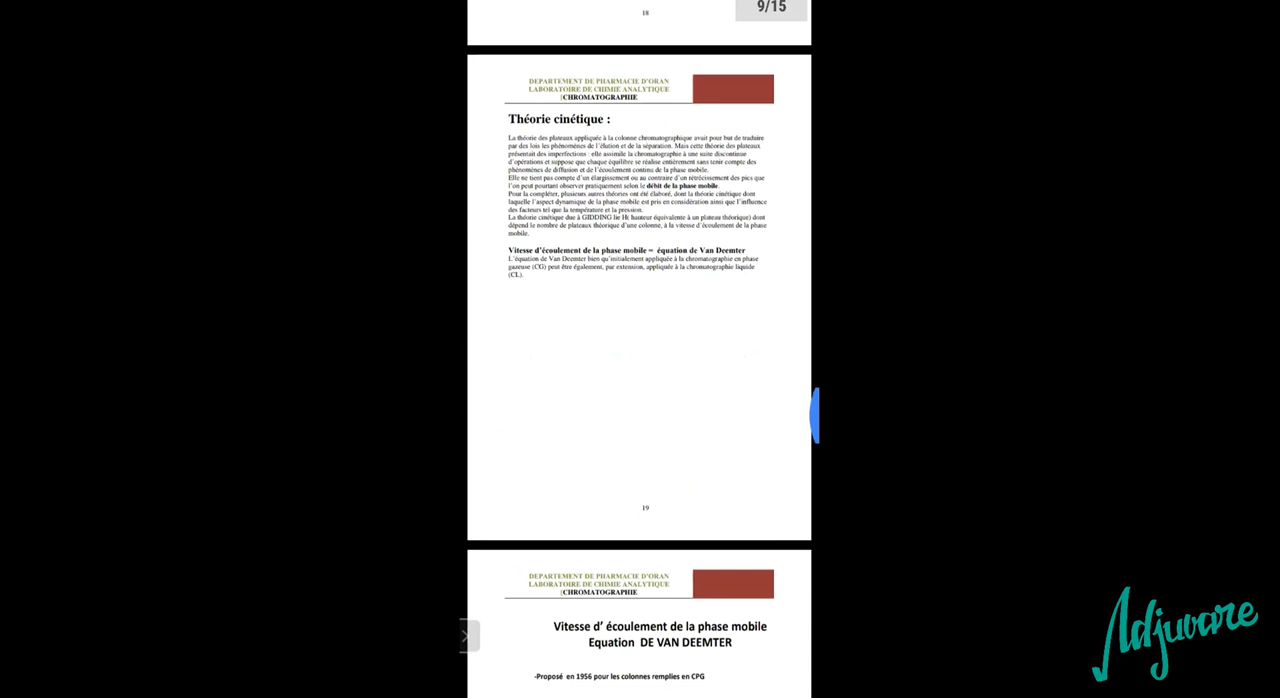 18
9/15
DEPARTEMENT DE PHARMACIE D'ORAN
LABORATOIRE DE CHIMIE ANALYTIQUE
[CHROMATOGRAPHIE
Théorie cinétique :
La théorie des plateaux appliquée à la colonne chromatographique avait pour but de traduire
par des lois les phénomènes de l'élution et de la séparation. Mais cette théorie des plateaux
présentait des imperfections : elle assimile la chromatographie à une suite discontinue
d'opérations et suppose que chaque équilibre se réalise entièrement sans tenir compte des
phénomènes de diffusion et de l'écoulement continu de la phase mobile.
Elle ne tient pas compte d'un élargissement ou au contraire d'un rétrécissement des pics que
l'on peut pourtant observer pratiquement selon le débit de la phase mobile.
Pour la compléter, plusieurs autres théories ont été élaboré, dont la théorie cinétique dont
laquelle l'aspect dynamique de la phase mobile est pris en considération ainsi que l'influence
des facteurs tel que la température et la pression.
La théorie cinétique due à GIDDING lie H( hauteur équivalente à un plateau théorique) dont
dépend le nombre de plateaux théorique d'une colonne, à la vitesse d'écoulement de la phase
mobile.
Vitesse d'écoulement de la phase mobile = équation de Van Deemter
L'équation de Van Deemter bien qu'initialement appliquée à la chromatographie en phase
gazeuse (CG) peut être également, par extension, appliquée à la chromatographie liquide
(CL).
19
DEPARTEMENT DE PHARMACIE D'ORAN
LABORATOIRE DE CHIMIE ANALYTIQUE
[CHROMATOGRAPHIE
Vitesse d' écoulement de la phase mobile
Equation DE VAN DEEMTER
-Proposé en 1956 pour les colonnes remplies en CPG
Adjuvare